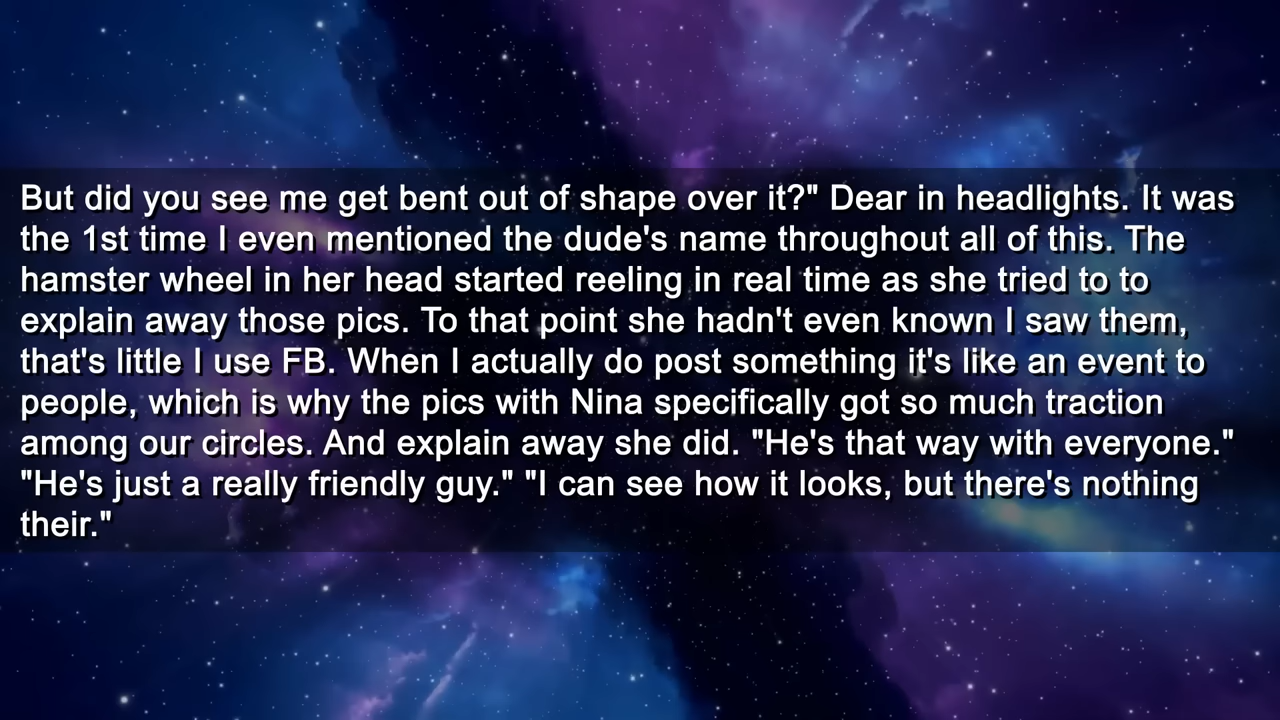 But did you see me get bent out of shape over it?" Dear in headlights. It was
the 1st time I even mentioned the dude's name throughout all of this. The
hamster wheel in her head started reeling in real time as she tried to to
explain away those pics. To that point she hadn't even known I saw them,
that's little I use FB. When I actually do post something it's like an event to
people, which is why the pics with Nina specifically got so much traction
among our circles. And explain away she did. "He's that way with everyone."
"He's just a really friendly guy." "I can see how it looks, but there's nothing
their."